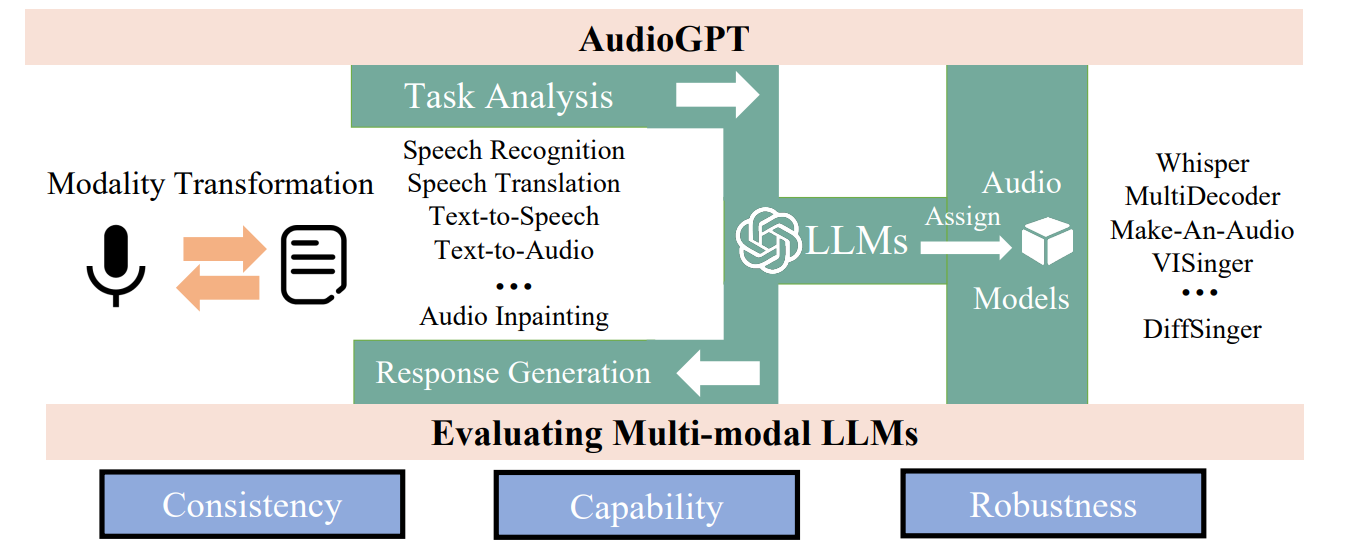 AudioGPT
Task Analysis
Modality Transformation
Speech Recognition
Speech Translation
Text-to-Speech
Text-to-Audio
...
Audio Inpainting
Response Generation
LLMs
Assign
Audio
Models
Whisper
MultiDecoder
Make-An-Audio
VISinger
...
DiffSinger
Evaluating Multi-modal LLMs
Consistency
Capability
Robustness